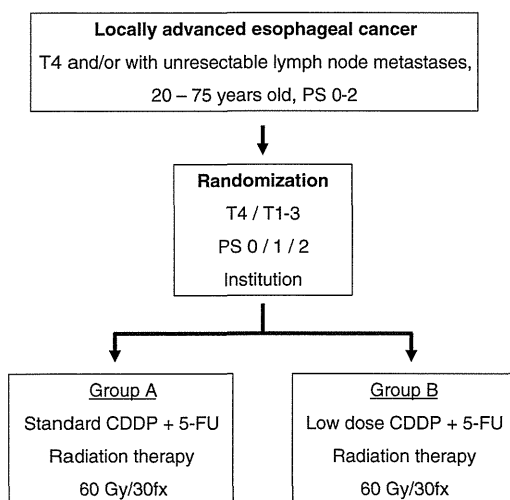 Locally advanced esophageal cancer
T4 and/or with unresectable lymph node metastases,
20 – 75 years old, PS 0-2
Randomization
T4 / T1-3
PS 0 / 1 / 2
Institution
Group A
Standard CDDP + 5-FU
Radiation therapy
60 Gy/30fx
Group B
Low dose CDDP + 5-FU
Radiation therapy
60 Gy/30fx